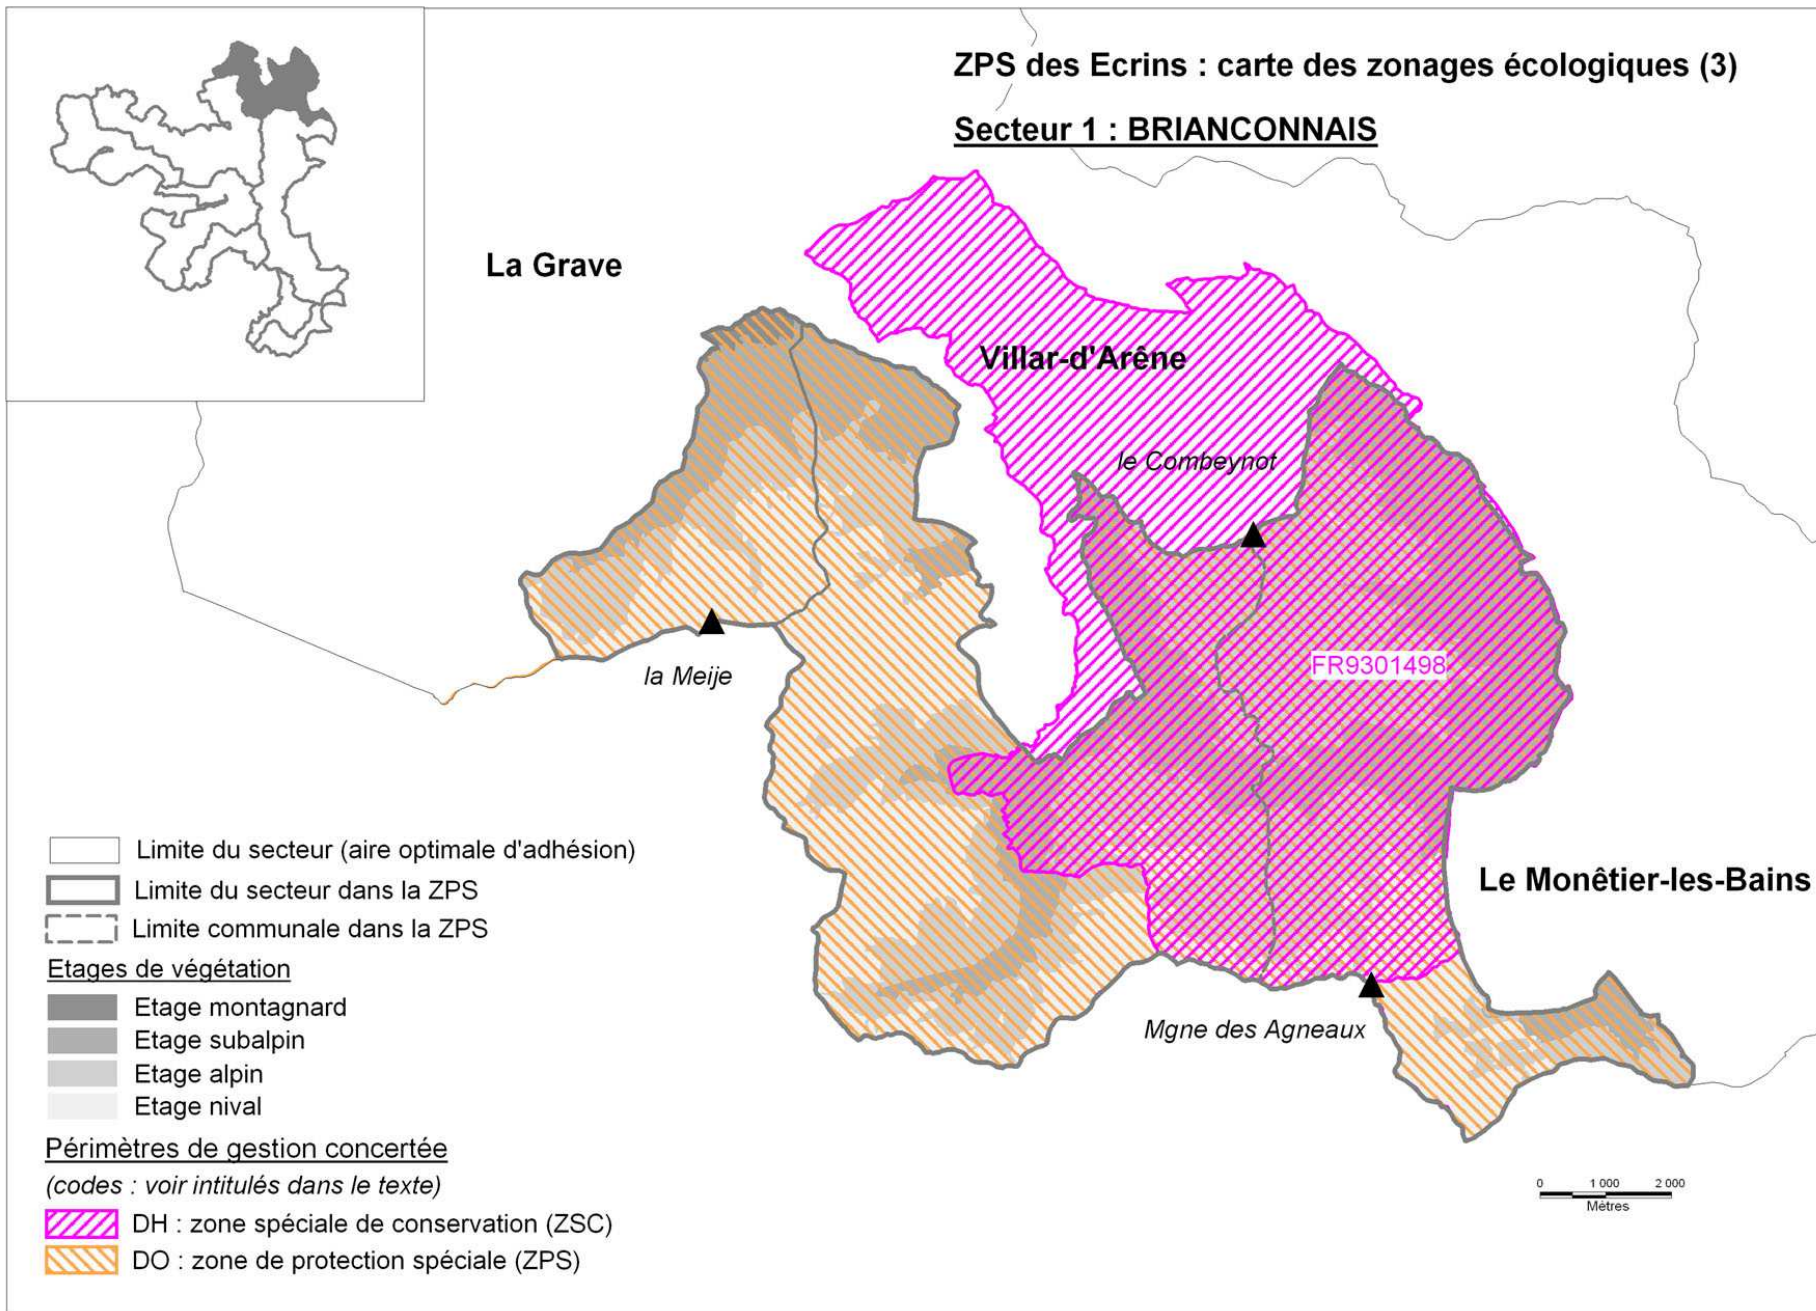 ZPS des Ecrins : carte des zonages écologiques (3)
Secteur 1 : BRIANCONNAIS
La Grave
Villar-d'Arêne
le Combeynot
la Meije
FR9301498
Le Monêtier-les-Bains
Mgne des Agneaux
Limite du secteur (aire optimale d'adhésion)
Limite du secteur dans la ZPS
Limite communale dans la ZPS
Etages de végétation
Etage montagnard
Etage subalpin
Etage alpin
Etage nival
Périmètres de gestion concertée
(codes : voir intitulés dans le texte)
DH : zone spéciale de conservation (ZSC)
DO : zone de protection spéciale (ZPS)
0 1 000 2 000
Mètres